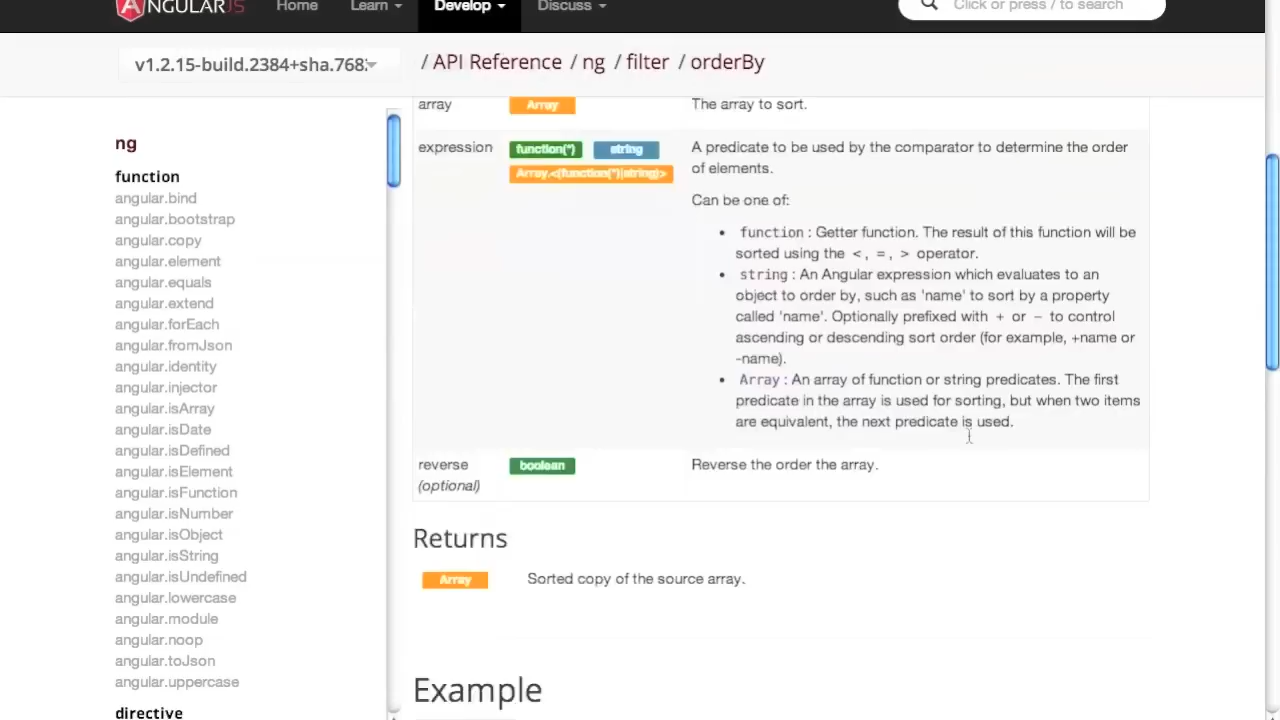 ANGULARJS Home Learn Develop Discuss Click or press / to search
v1.2.15-build.2384+sha.768 / API Reference / ng / filter / orderBy
ng
function
angular.bind
angular.bootstrap
angular.copy
angular.element
angular.equals
angular.extend
angular.forEach
angular.fromJson
angular.identity
angular.injector
angular.isArray
angular.isDate
angular.isDefined
angular.isElement
angular.isFunction
angular.isNumber
angular.isObject
angular.isString
angular.isUndefined
angular.lowercase
angular.module
angular.noop
angular.toJson
angular.uppercase
directive
array Array The array to sort.
expression function(*) string Array.<(function(*)|string)>
A predicate to be used by the comparator to determine the order
of elements.
Can be one of:
• function : Getter function. The result of this function will be
sorted using the <, =, > operator.
• string : An Angular expression which evaluates to an
object to order by, such as 'name' to sort by a property
called 'name'. Optionally prefixed with + or - to control
ascending or descending sort order (for example, +name or
-name).
• Array : An array of function or string predicates. The first
predicate in the array is used for sorting, but when two items
are equivalent, the next predicate is used.
reverse boolean Reverse the order the array.
(optional)
Returns
Array Sorted copy of the source array.
Example